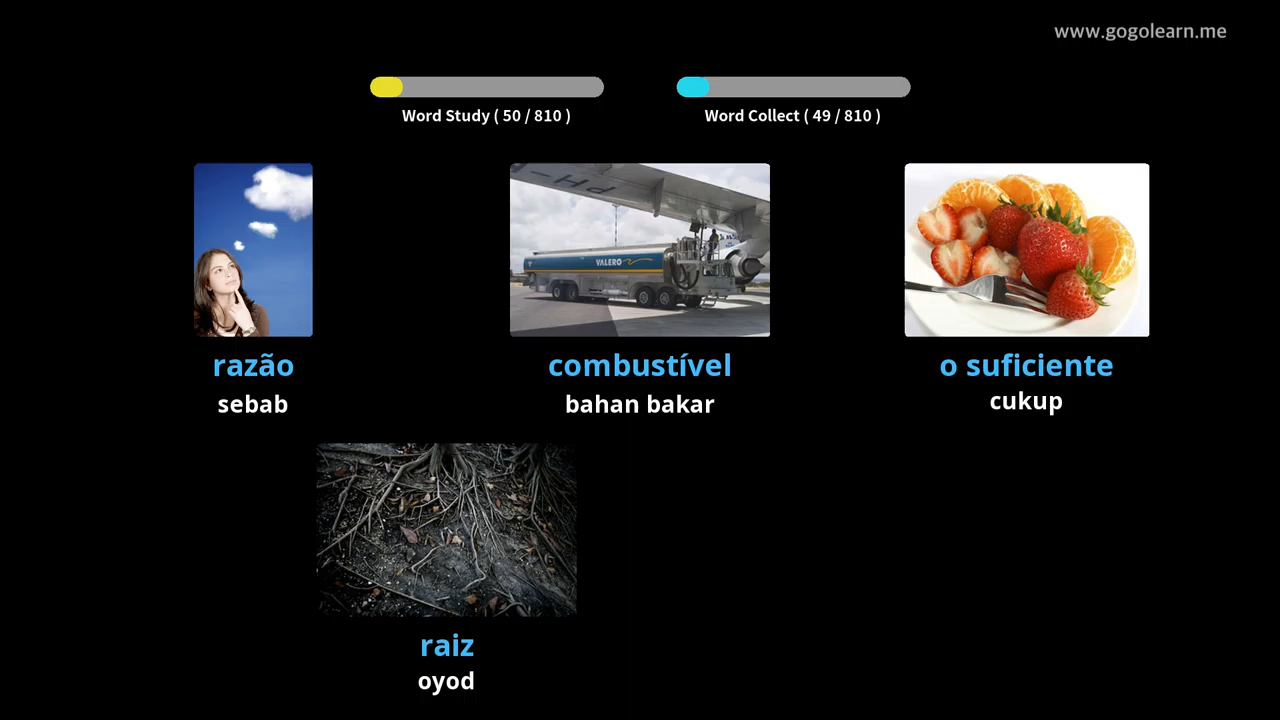 www.gogolearn.me
Word Study ( 50 / 810 )
Word Collect ( 49 / 810 )
PH-
VALERO
razão
sebab
combustível
bahan bakar
o suficiente
cukup
raiz
oyod